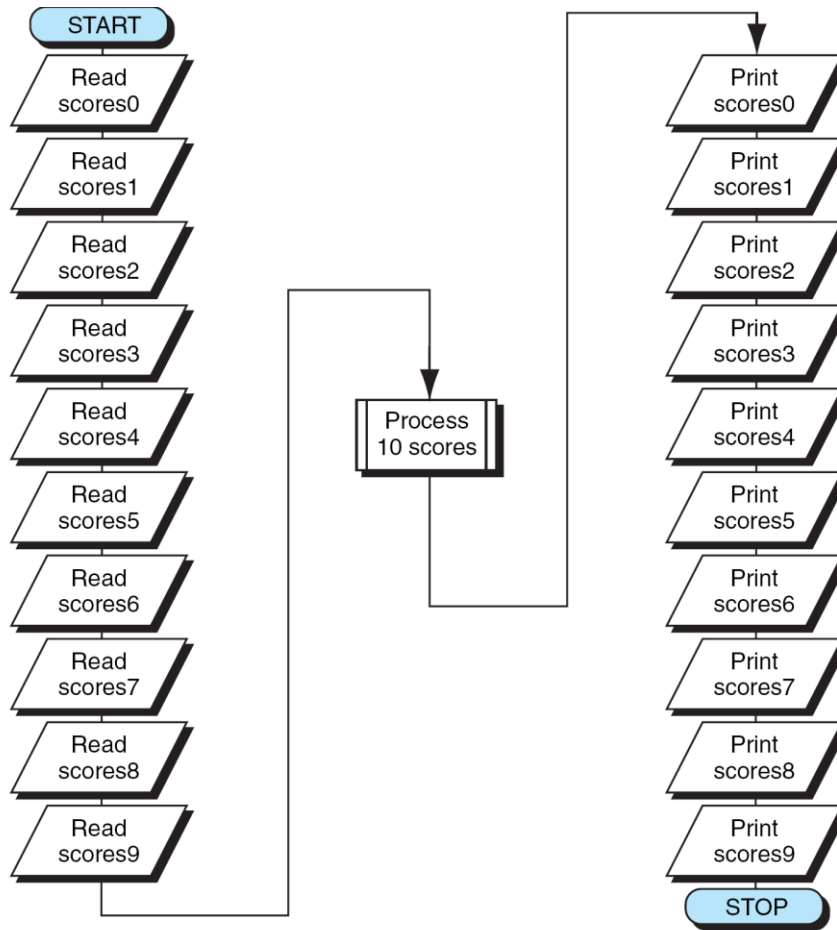 START
Read
scores0
Read
scores1
Read
scores2
Read
scores3
Read
scores4
Read
scores5
Read
scores6
Read
scores7
Read
scores8
Read
scores9
Process
10 scores
Print
scores0
Print
scores1
Print
scores2
Print
scores3
Print
scores4
Print
scores5
Print
scores6
Print
scores7
Print
scores8
Print
scores9
STOP